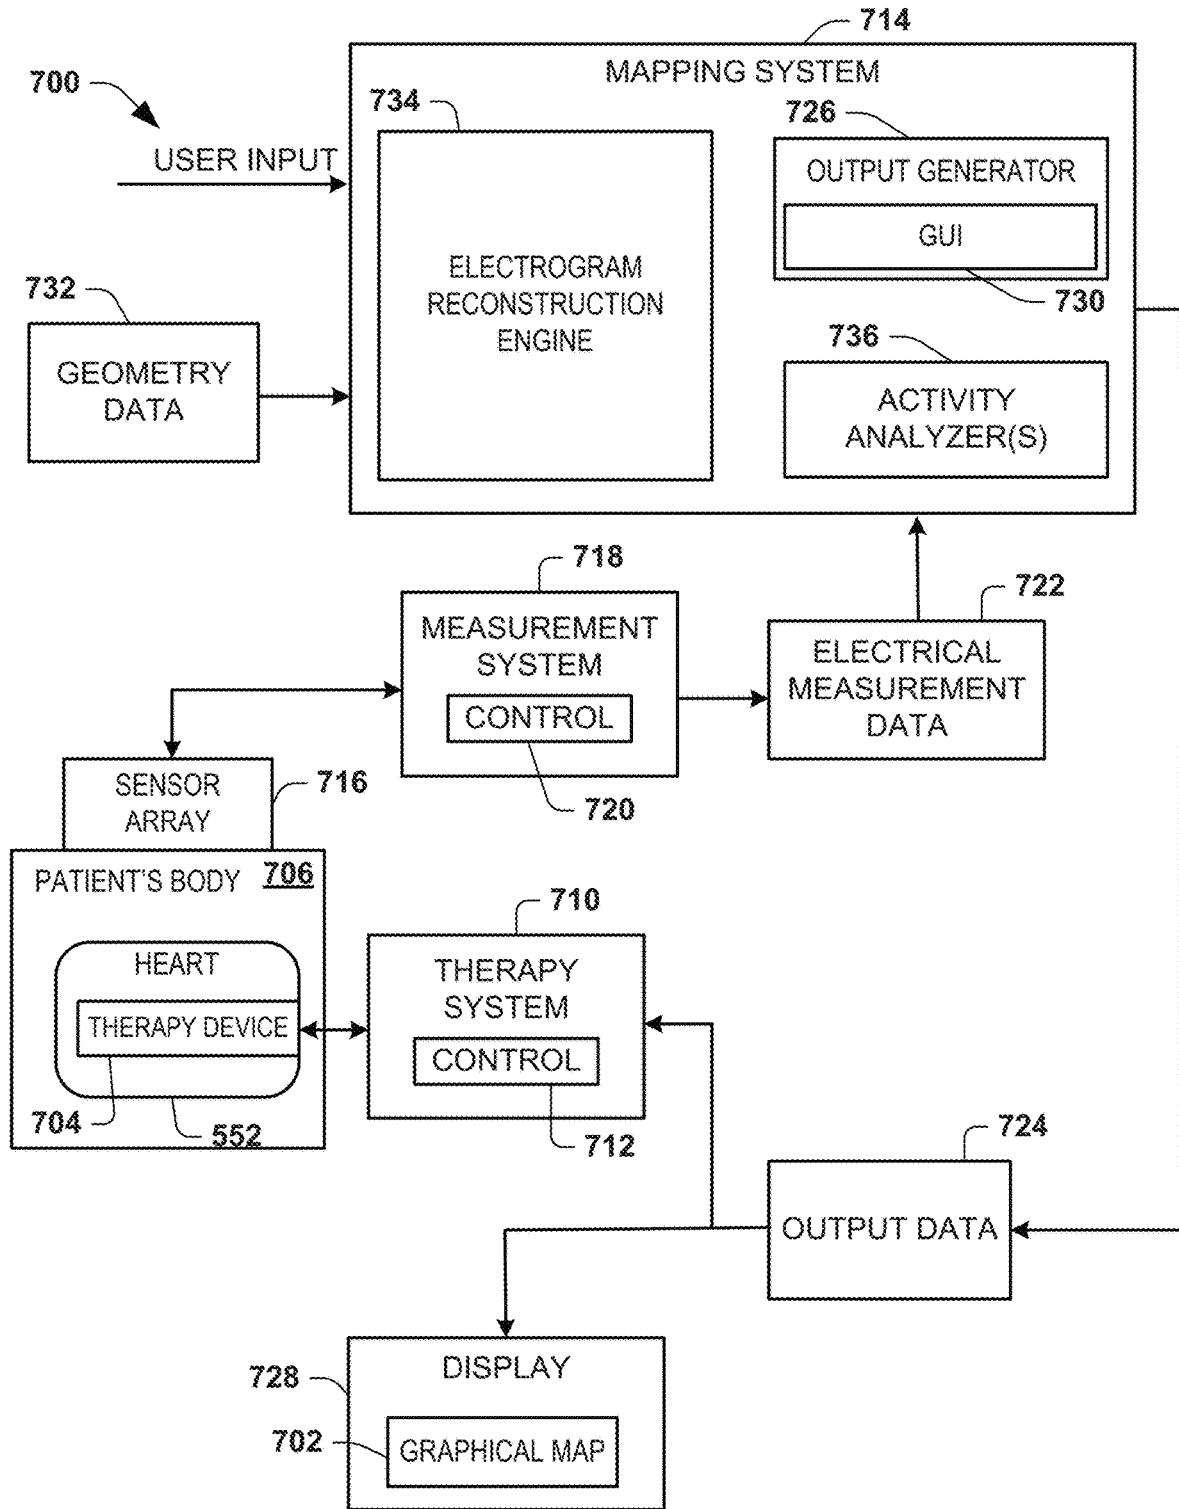 714
700
MAPPING SYSTEM
734
726
USER INPUT
OUTPUT GENERATOR
GUI
730
ELECTROGRAM
RECONSTRUCTION
ENGINE
732
GEOMETRY
DATA
736
ACTIVITY
ANALYZER(S)
718
722
MEASUREMENT
SYSTEM
CONTROL
720
ELECTRICAL
MEASUREMENT
DATA
SENSOR
ARRAY
716
PATIENT'S BODY
706
710
HEART
THERAPY DEVICE
704
552
THERAPY
SYSTEM
CONTROL
712
724
OUTPUT DATA
DISPLAY
728
702
GRAPHICAL MAP